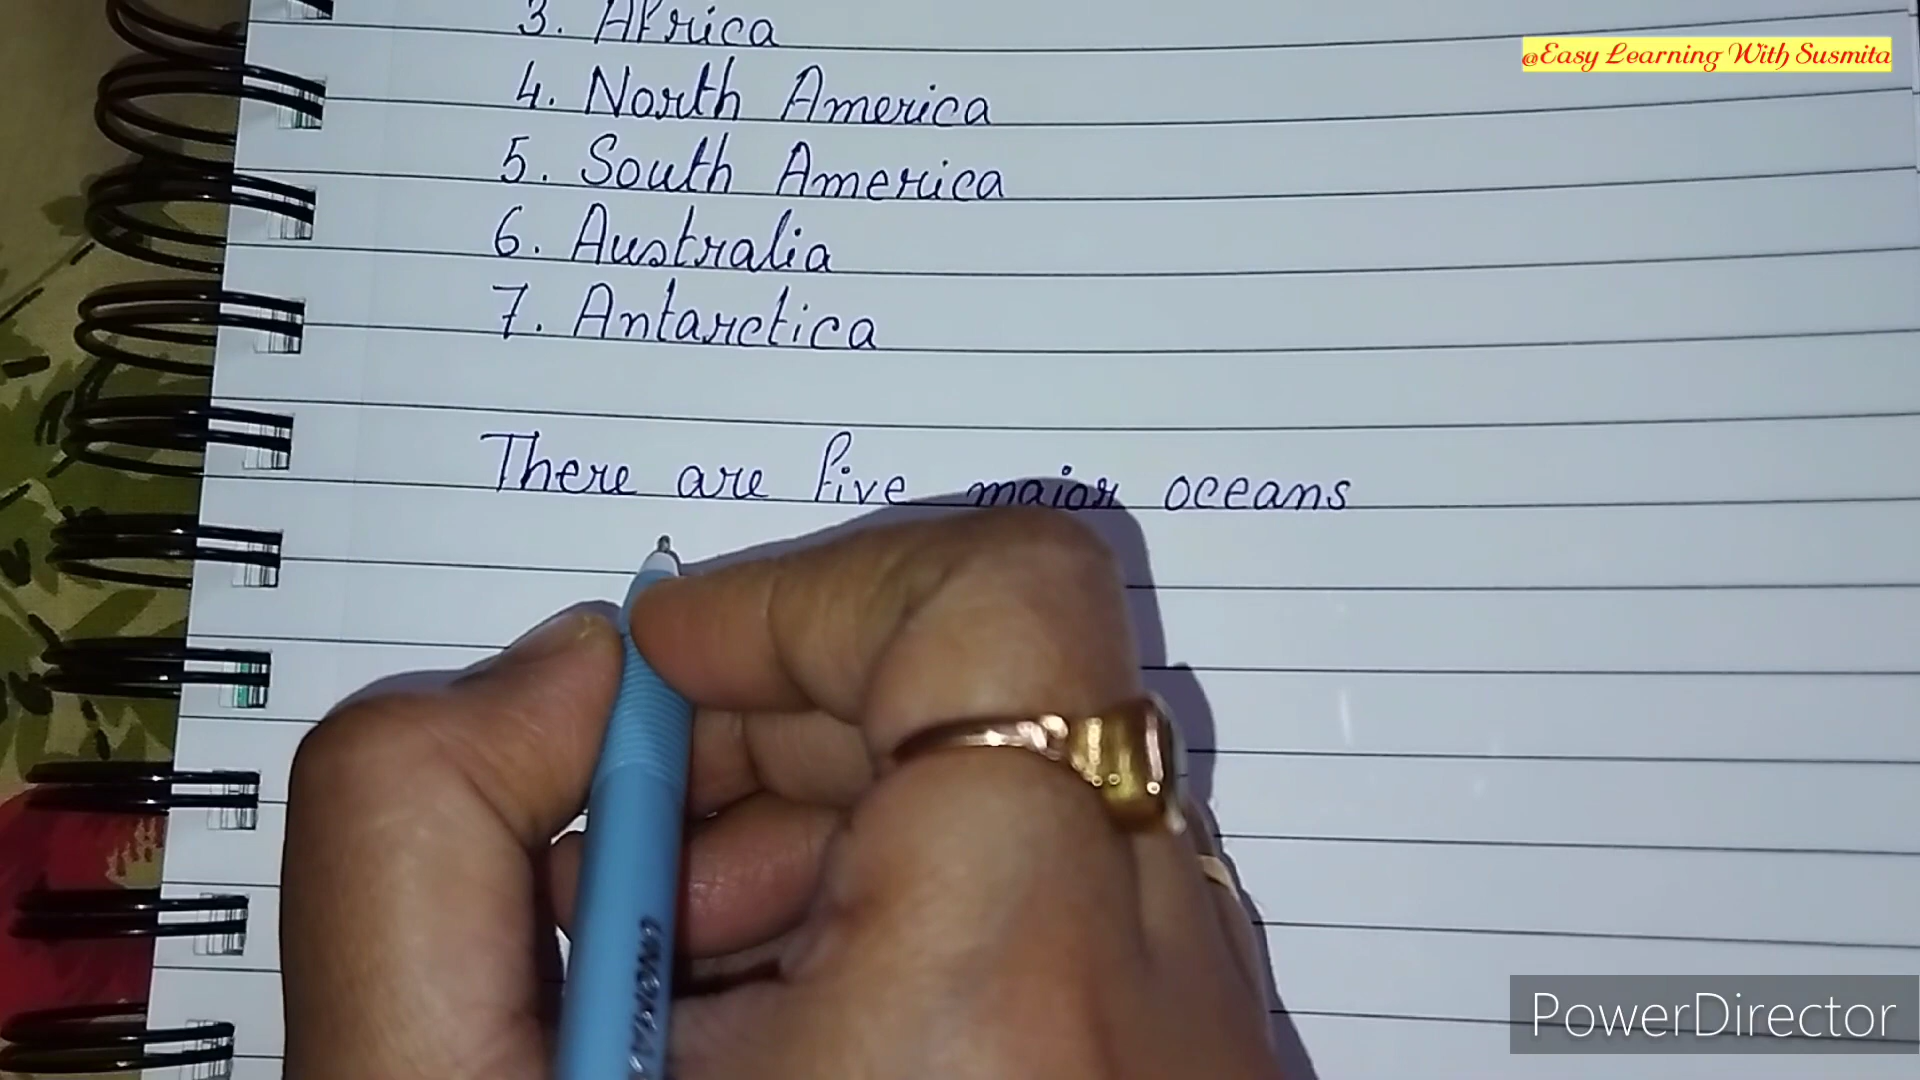 3. Africa
@Easy Learning With Susmita
4. North America
5. South America
6. Australia
7. Antarctica
There are five major oceans
PowerDirector